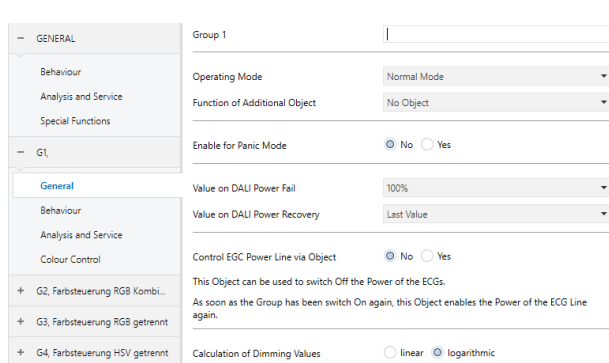 GENERAL
Behaviour
Analysis and Service
Special Functions
G1,
General
Behaviour
Analysis and Service
Colour Control
G2, Farbsteuerung RGB Kombi...
G3, Farbsteuerung RGB getrennt
G4, Farbsteuerung HSV getrennt
Group 1
Operating Mode Normal Mode
Function of Additional Object No Object
Enable for Panic Mode No Yes
Value on DALI Power Fail 100%
Value on DALI Power Recovery Last Value
Control EGC Power Line via Object No Yes
This Object can be used to switch Off the Power of the ECGs.
As soon as the Group has been switch On again, this Object enables the Power of the ECG Line
again.
Calculation of Dimming Values linear logarithmic